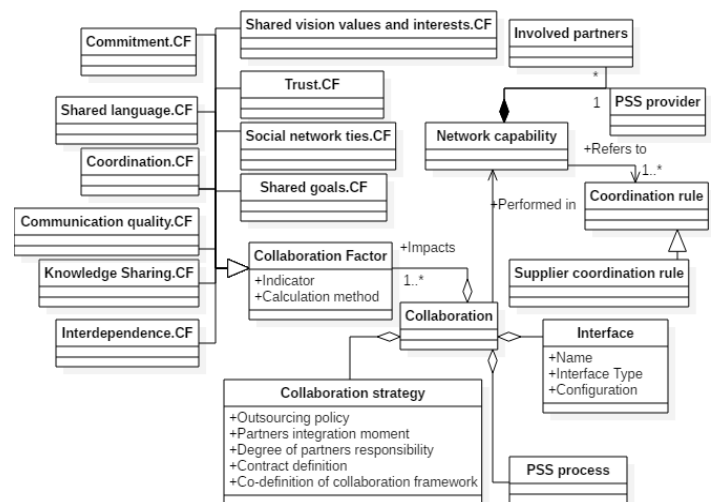 Shared vision values and interests.CF
Commitment.CF
Involved partners
Trust.CF
PSS provider
Shared language.CF
Social network ties.CF
Network capability
*
1
+Refers to
1..*
Coordination.CF
Shared goals.CF
Coordination rule
+Performed in
Communication quality.CF
Collaboration Factor
+Indicator
+Calculation method
+Impacts
1..*
Knowledge Sharing.CF
Supplier coordination rule
Collaboration
Interdependence.CF
Interface
+Name
+Interface Type
+Configuration
Collaboration strategy
+Outsourcing policy
+Partners integration moment
+Degree of partners responsibility
+Contract definition
+Co-definition of collaboration framework
PSS process